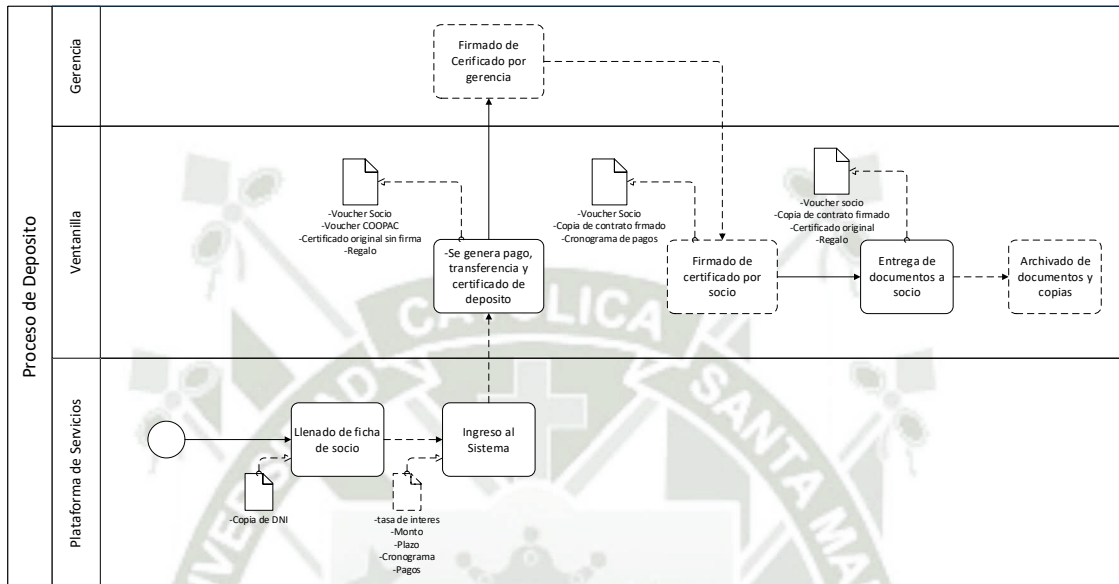 Proceso de Deposito
Gerencia
Firmado de
Cerificado por
gerencia
Ventanilla
-Voucher Socio
-Voucher COOPAC
-Certificado original sin firma
-Regalo
-Se genera pago,
transferencia y
certificado de
deposito
-Voucher Socio
-Copia de contrato firmado
-Cronograma de pagos
Firmado de
certificado por
socio
-Voucher socio
-Copia de contrato firmado
-Certificado original
-Regalo
Entrega de
documentos a
socio
Archivado de
documentos y
copias
Plataforma de Servicios
Llenado de ficha
de socio
-Copia de DNI
Ingreso al
Sistema
-tasa de interes
-Monto
-Plazo
-Cronograma
-Pagos
CATOLICA
SANTA MA